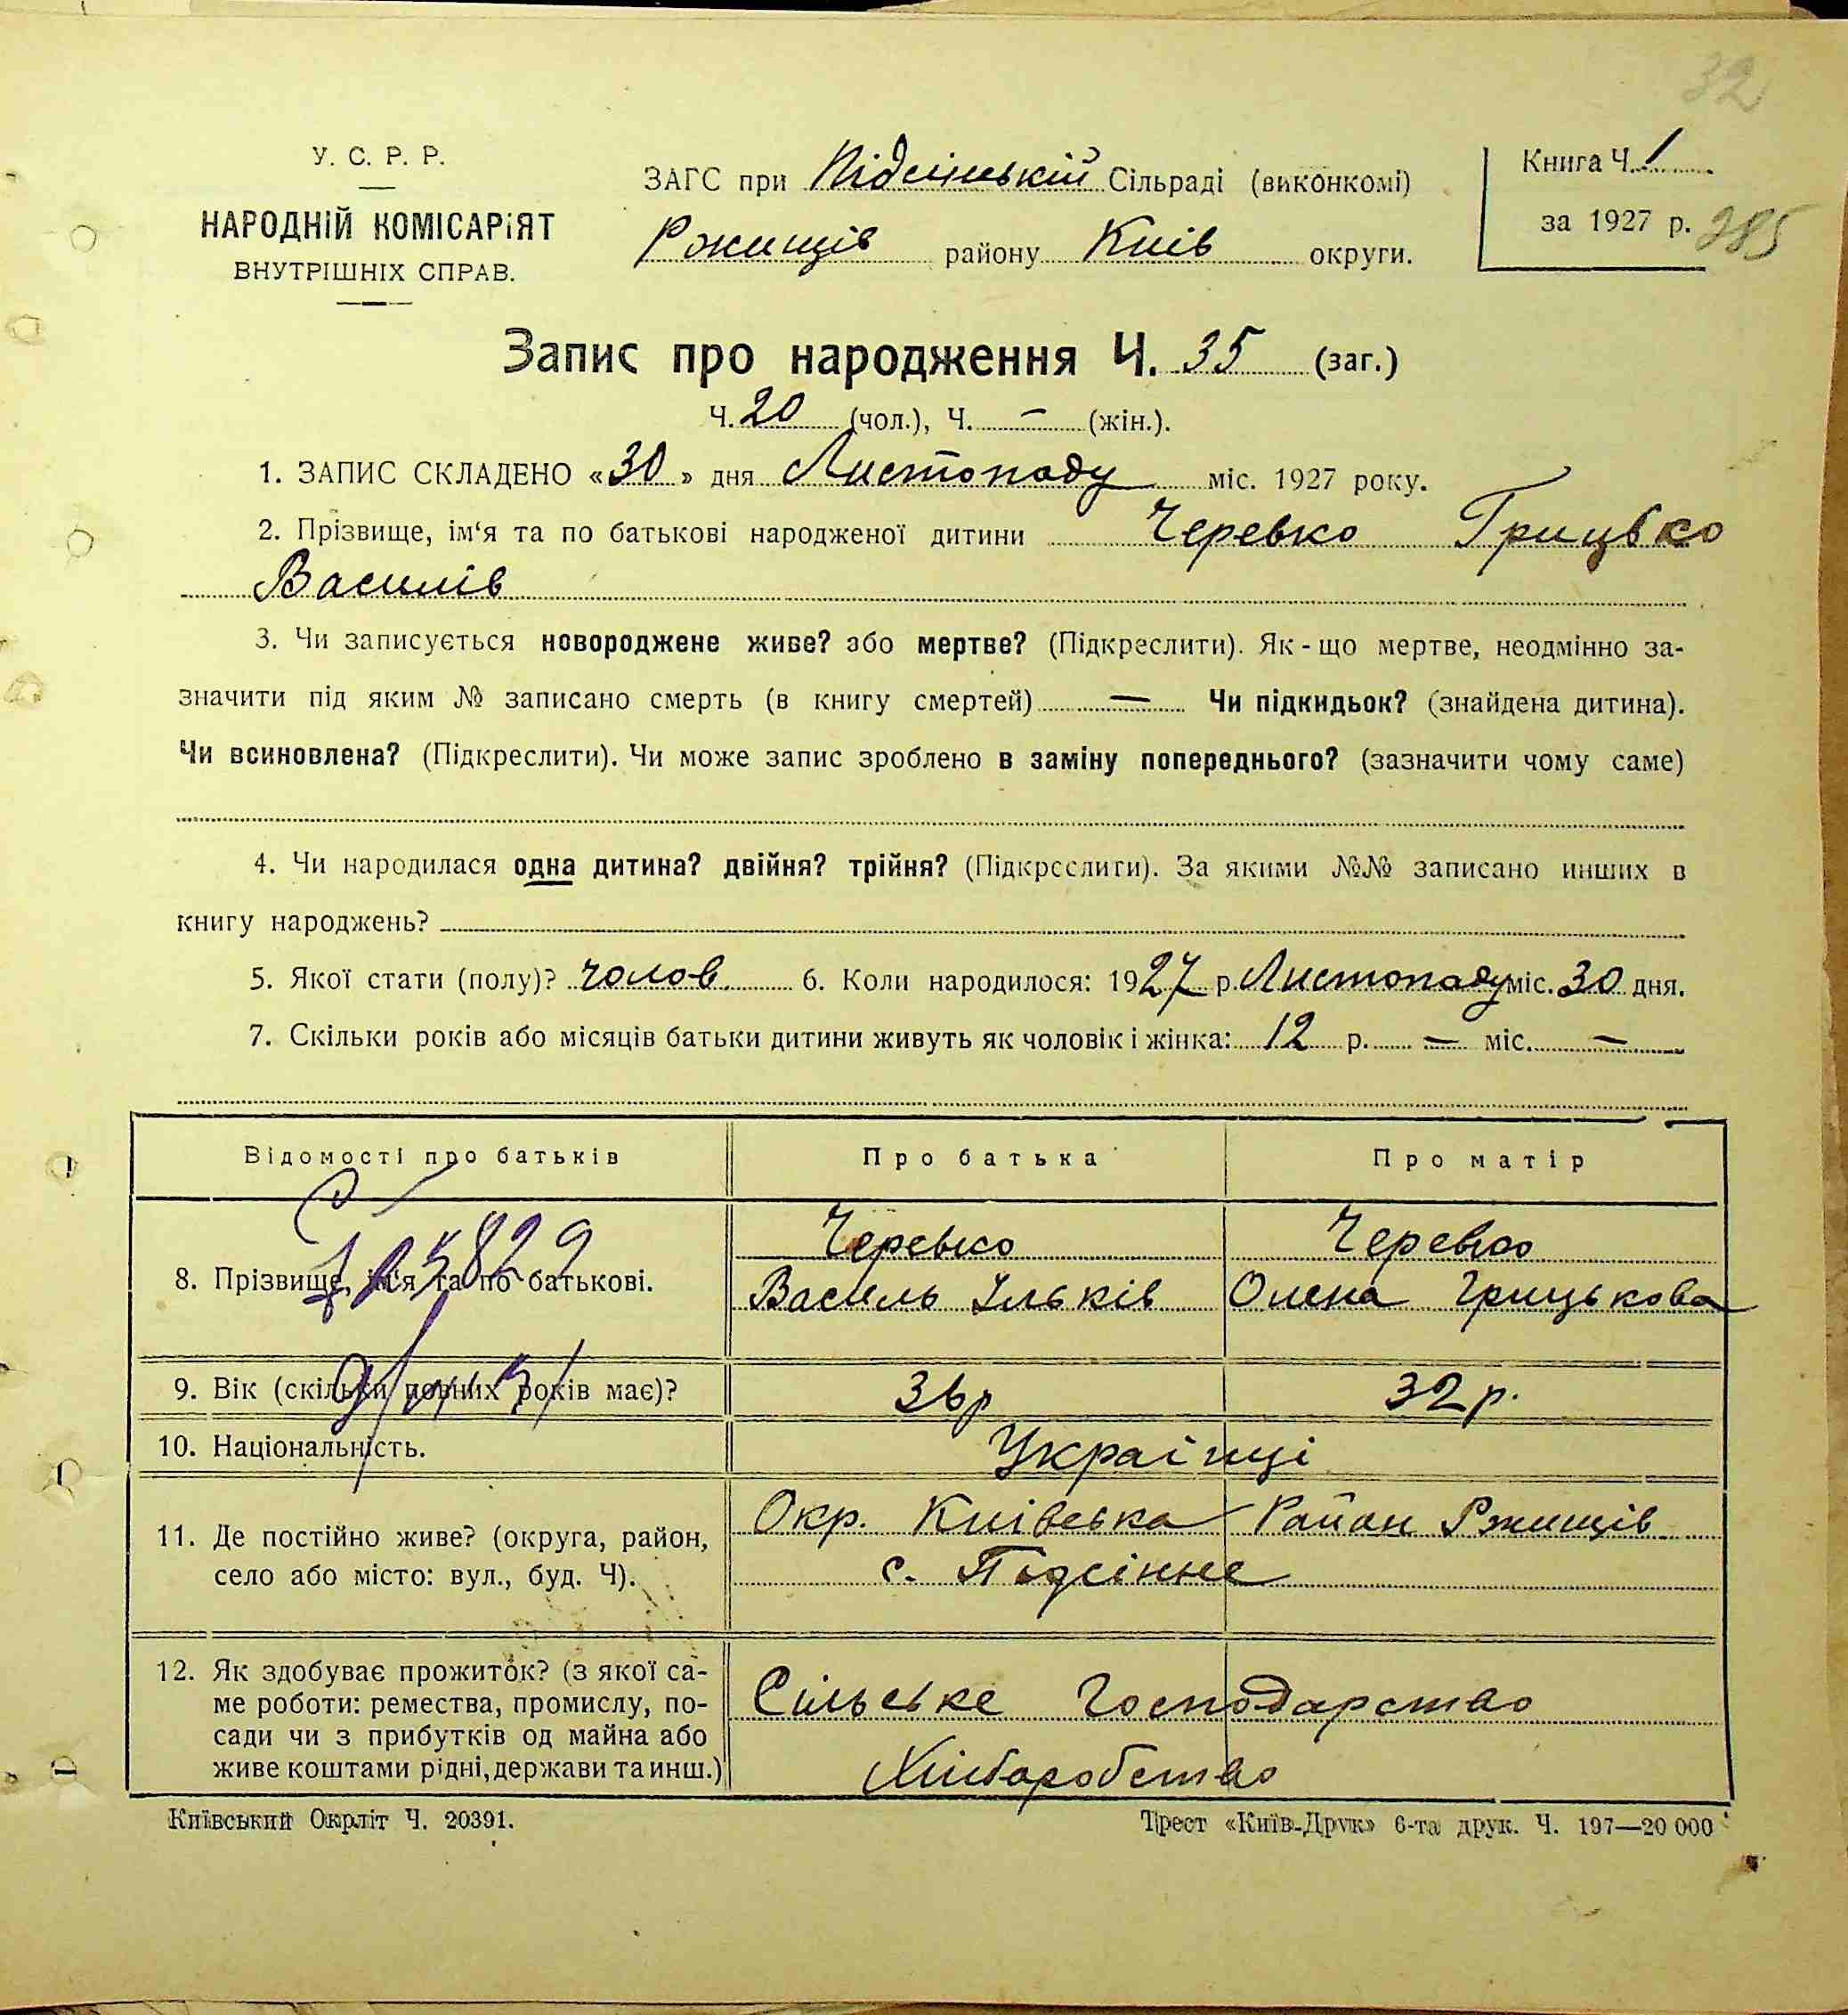 32
У. С. Р. Р.
НАРОДНІЙ КОМІСАРіЯТ
ВНУТРІШНІХ СПРАВ.
ЗАГС при Підсінській Сільраді (виконкомі)
Ржищів району Київ округи.
Книга Ч. 1
за 1927 р. 285
Запис про народження Ч. 35 (заг.)
Ч. 20 (чол.), Ч. — (жін.).
1. ЗАПИС СКЛАДЕНО «30» дня Листопаду міс. 1927 року.
2. Прізвище, ім‘я та по батькові народженої дитини Черевко Грицько
Василів
3. Чи записується новороджене живе? або мертве? (Підкреслити). Як-що мертве, неодмінно за-
значити під яким № записано смерть (в книгу смертей) — Чи підкидьок? (знайдена дитина).
Чи всиновлена? (Підкреслити). Чи може запис зроблено в заміну попереднього? (зазначити чому саме)
4. Чи народилася одна дитина? двійня? трійня? (Підкреслити). За якими №№ записано инших в
книгу народжень?
5. Якої стати (полу)? чолов. 6. Коли народилося: 1927 р. Листопаду міс. 30 дня.
7. Скільки років або місяців батьки дитини живуть як чоловік і жінка: 12 р. — міс. —
Відомості про батьків Про батька Про матір
8. Прізвище, ім‘я та по батькові.
Черевко Черевко
Василь Ільків Олена Грицькова
9. Вік (скільки повних років має)? 36р 32 р.
10. Національність. Українці
11. Де постійно живе? (округа, район,
село або місто: вул., буд. Ч).
Окр. Київська Район Ржищів
с. Підсінне
12. Як здобуває прожиток? (з якої са-
ме роботи: ремества, промислу, по-
сади чи з прибутків од майна або
живе коштами рідні, держави та инш.)
Сільське Господарство
Хліборобство
Київський Окрліт Ч. 20391.
Трест «Київ-Друк» 6-та друк. Ч. 197—20 000